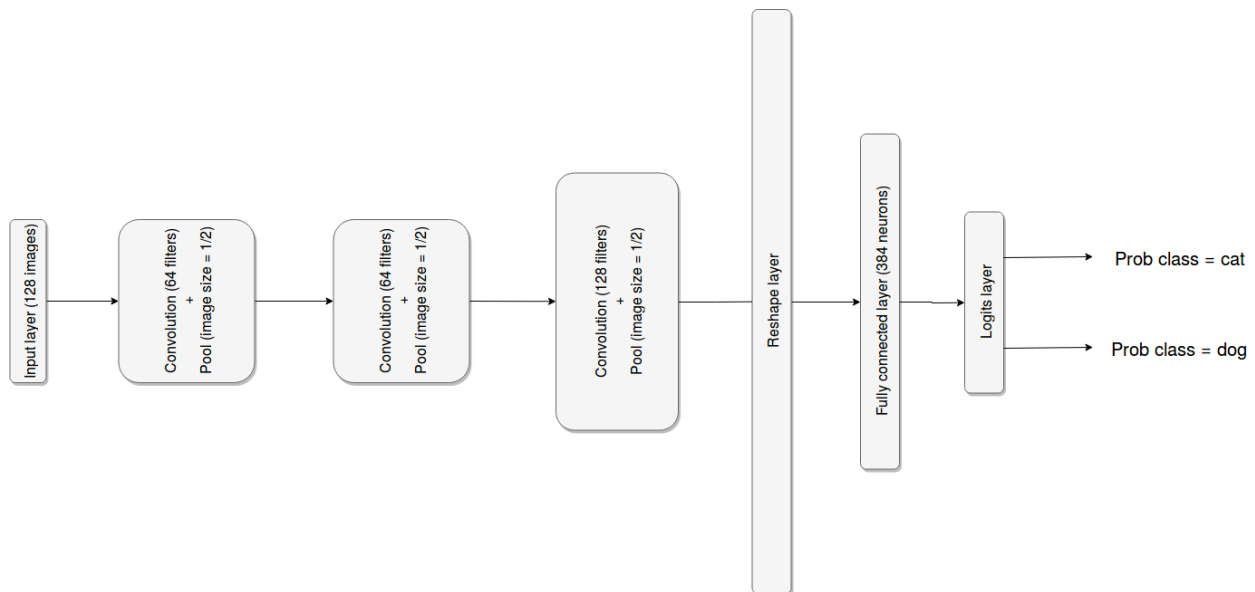 Input layer (128 images)
Convolution (64 filters)
+
Pool (image size = 1/2)
Convolution (64 filters)
+
Pool (image size = 1/2)
Convolution (128 filters)
+
Pool (image size = 1/2)
Reshape layer
Fully connected layer (384 neurons)
Logits layer
Prob class = cat
Prob class = dog